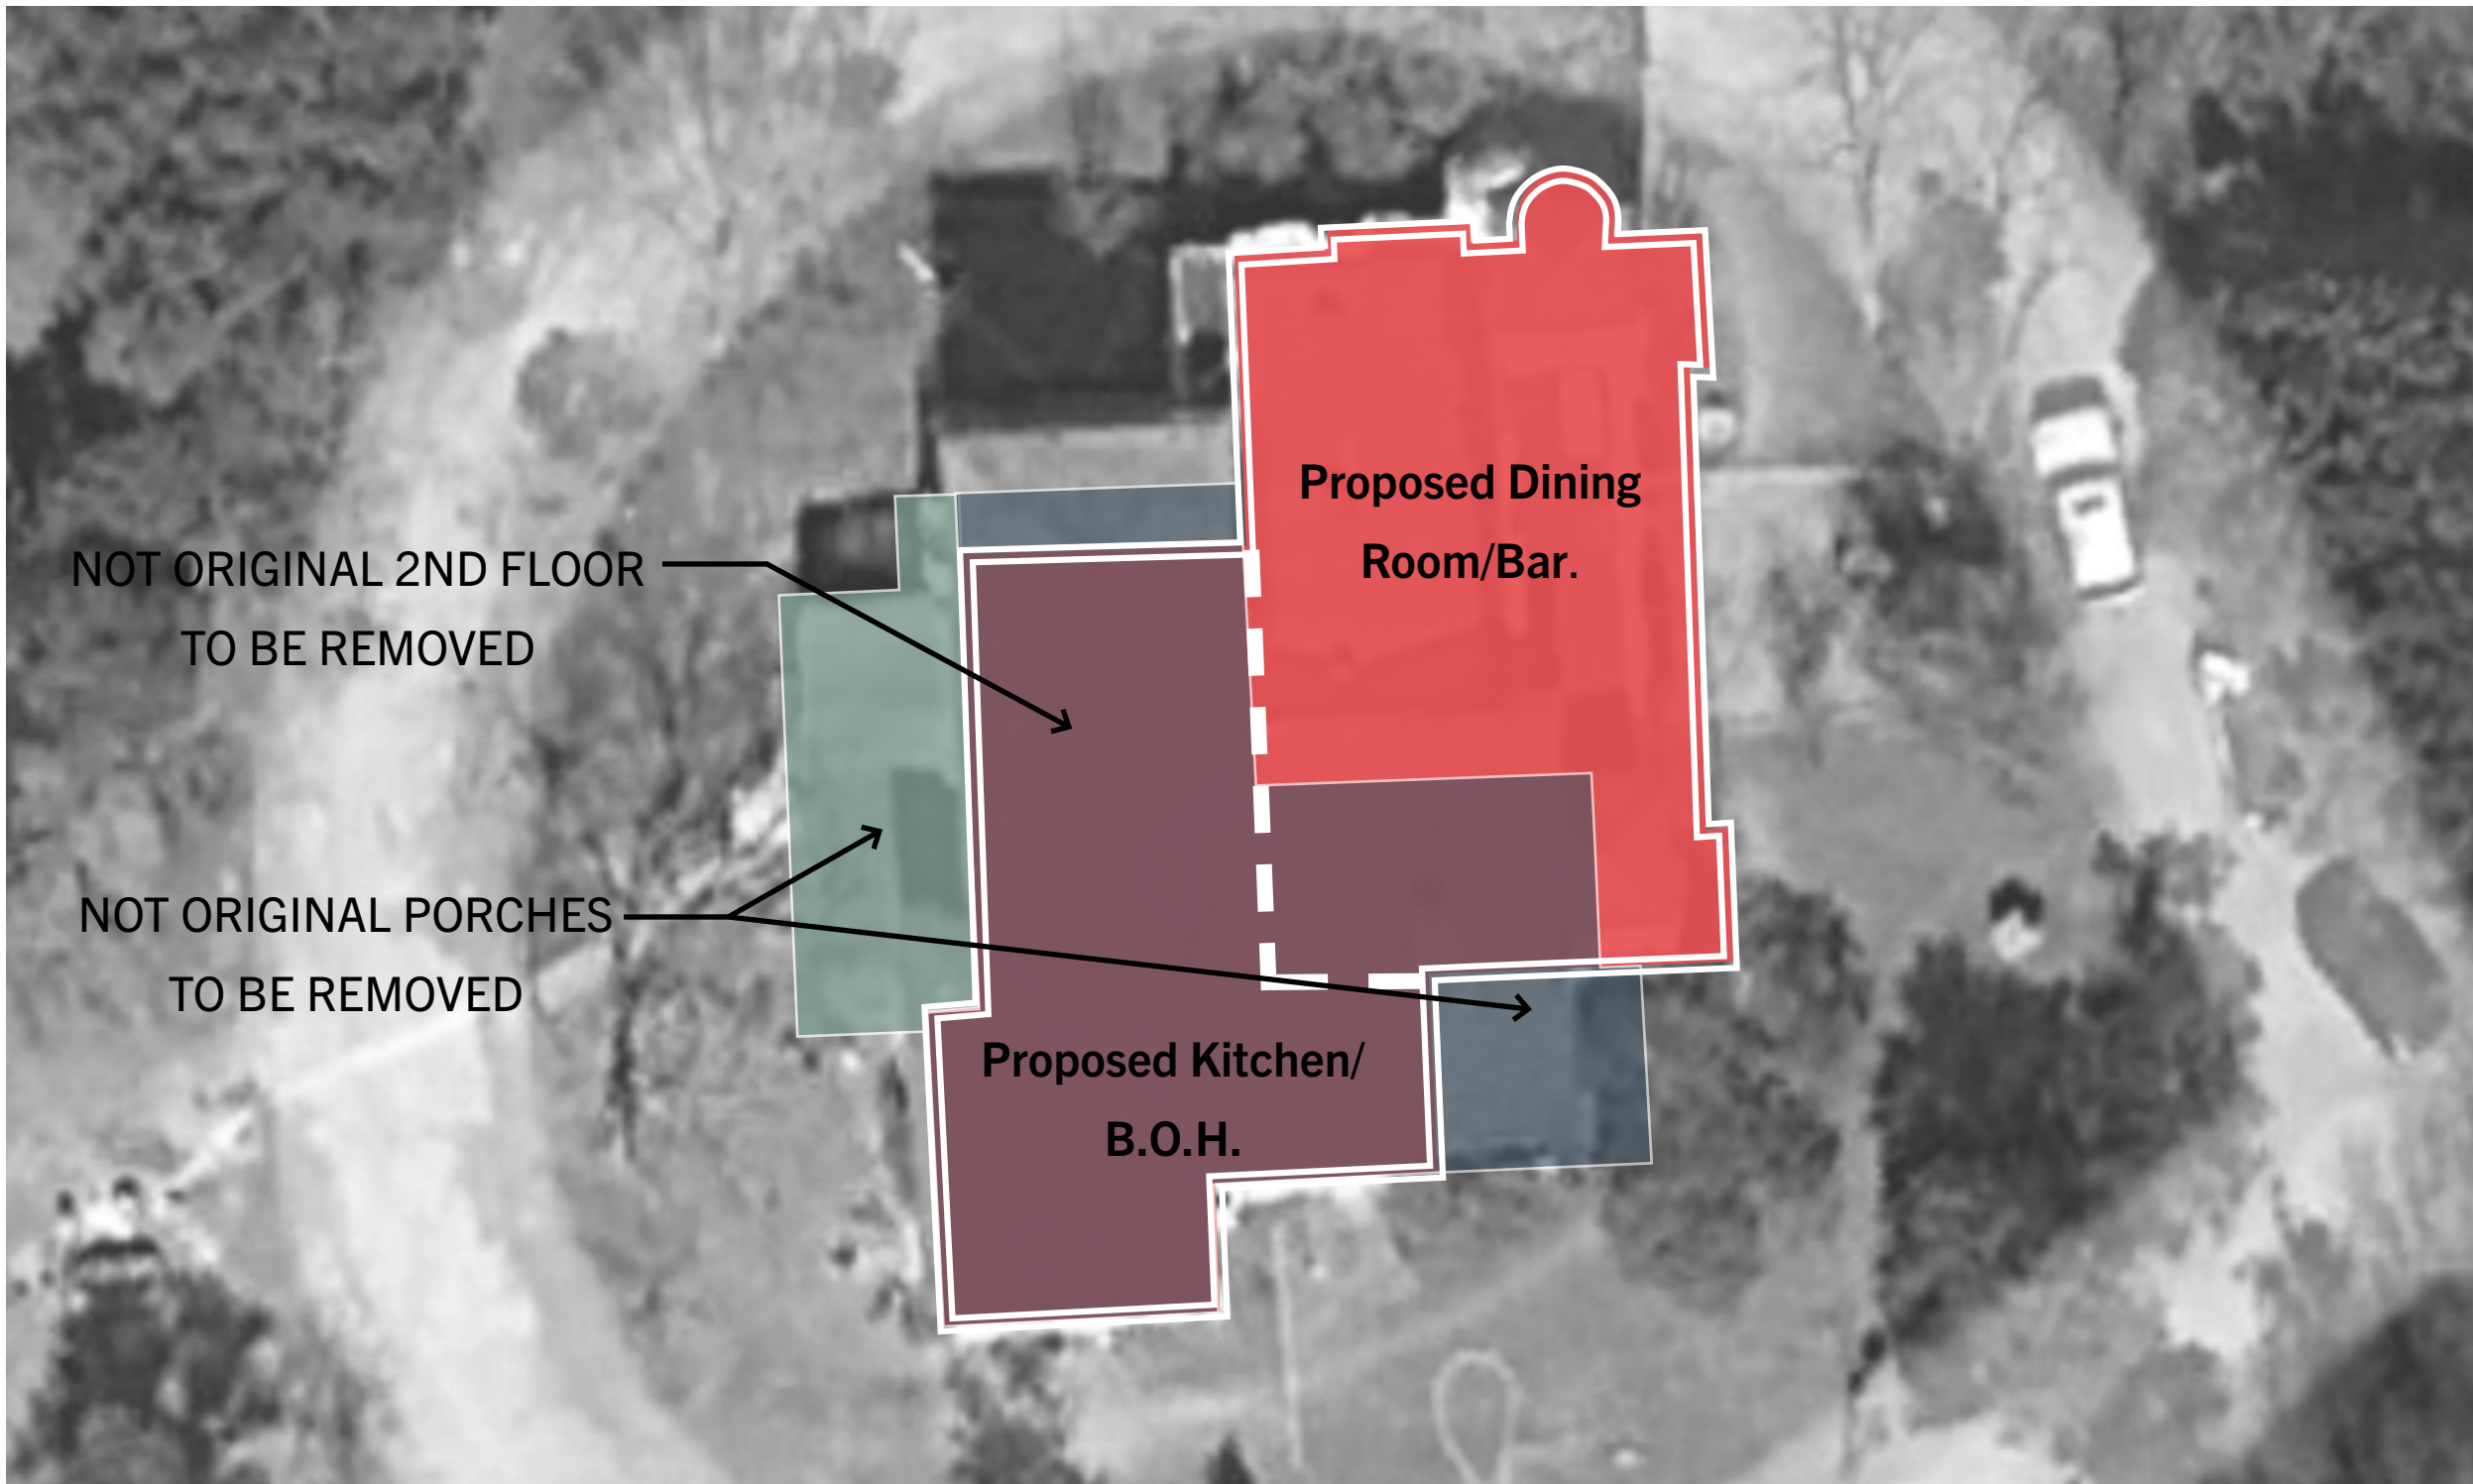 Proposed Dining
Room/Bar.
NOT ORIGINAL 2ND FLOOR
TO BE REMOVED
NOT ORIGINAL PORCHES
TO BE REMOVED
Proposed Kitchen/
B.O.H.